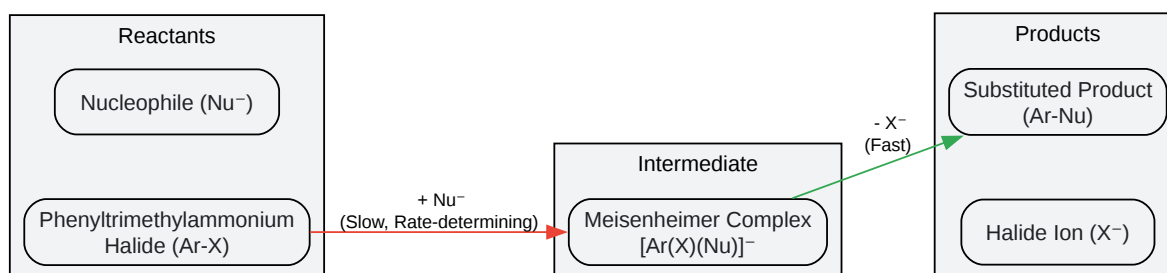 Reactants
Nucleophile (Nu⁻)
Phenyltrimethylammonium
Halide (Ar-X)
+ Nu⁻
(Slow, Rate-determining)
Intermediate
Meisenheimer Complex
[Ar(X)(Nu)]⁻
- X⁻
(Fast)
Products
Substituted Product
(Ar-Nu)
Halide Ion (X⁻)